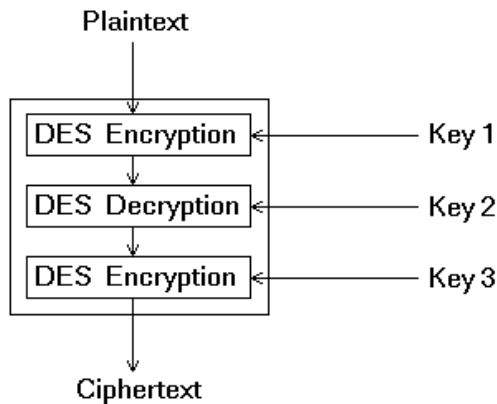 Plaintext
DES Encryption
Key 1
DES Decryption
Key 2
DES Encryption
Key 3
Ciphertext